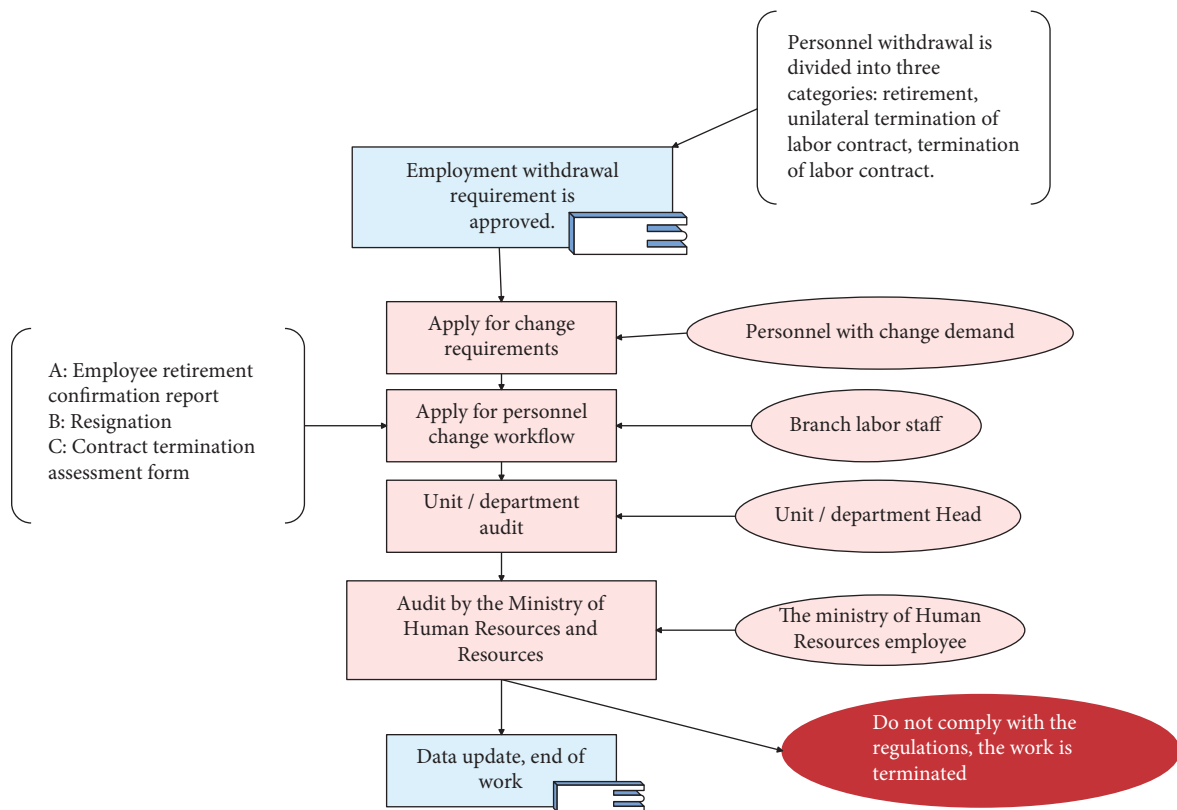 Personnel withdrawal is
divided into three
categories: retirement,
unilateral termination of
labor contract, termination
of labor contract.
Employment withdrawal
requirement is
approved.
Apply for change
requirements
Personnel with change demand
A: Employee retirement
confirmation report
B: Resignation
C: Contract termination
assessment form
Apply for personnel
change workflow
Branch labor staff
Unit / department
audit
Unit / department Head
Audit by the Ministry of
Human Resources and
Resources
The ministry of Human
Resources employee
Do not comply with the
regulations, the work is
terminated
Data update, end of
work